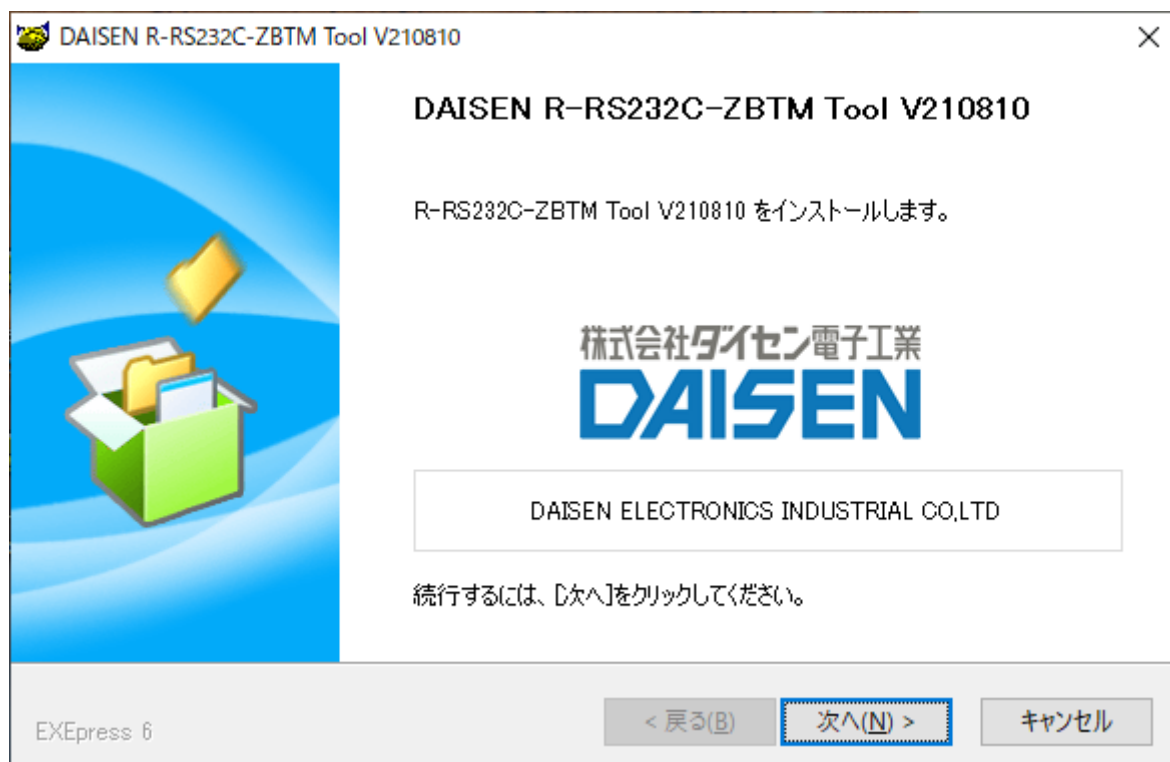 DAISEN R-RS232C-ZBTM Tool V210810
DAISEN R-RS232C-ZBTM Tool V210810
R-RS232C-ZBTM Tool V210810 をインストールします。
株式会社ダイセン電子工業
DAISEN
DAISEN ELECTRONICS INDUSTRIAL CO,LTD
続行するには、[次へ]をクリックしてください。
EXEpress 6
< 戻る(B)
次へ(N) >
キャンセル